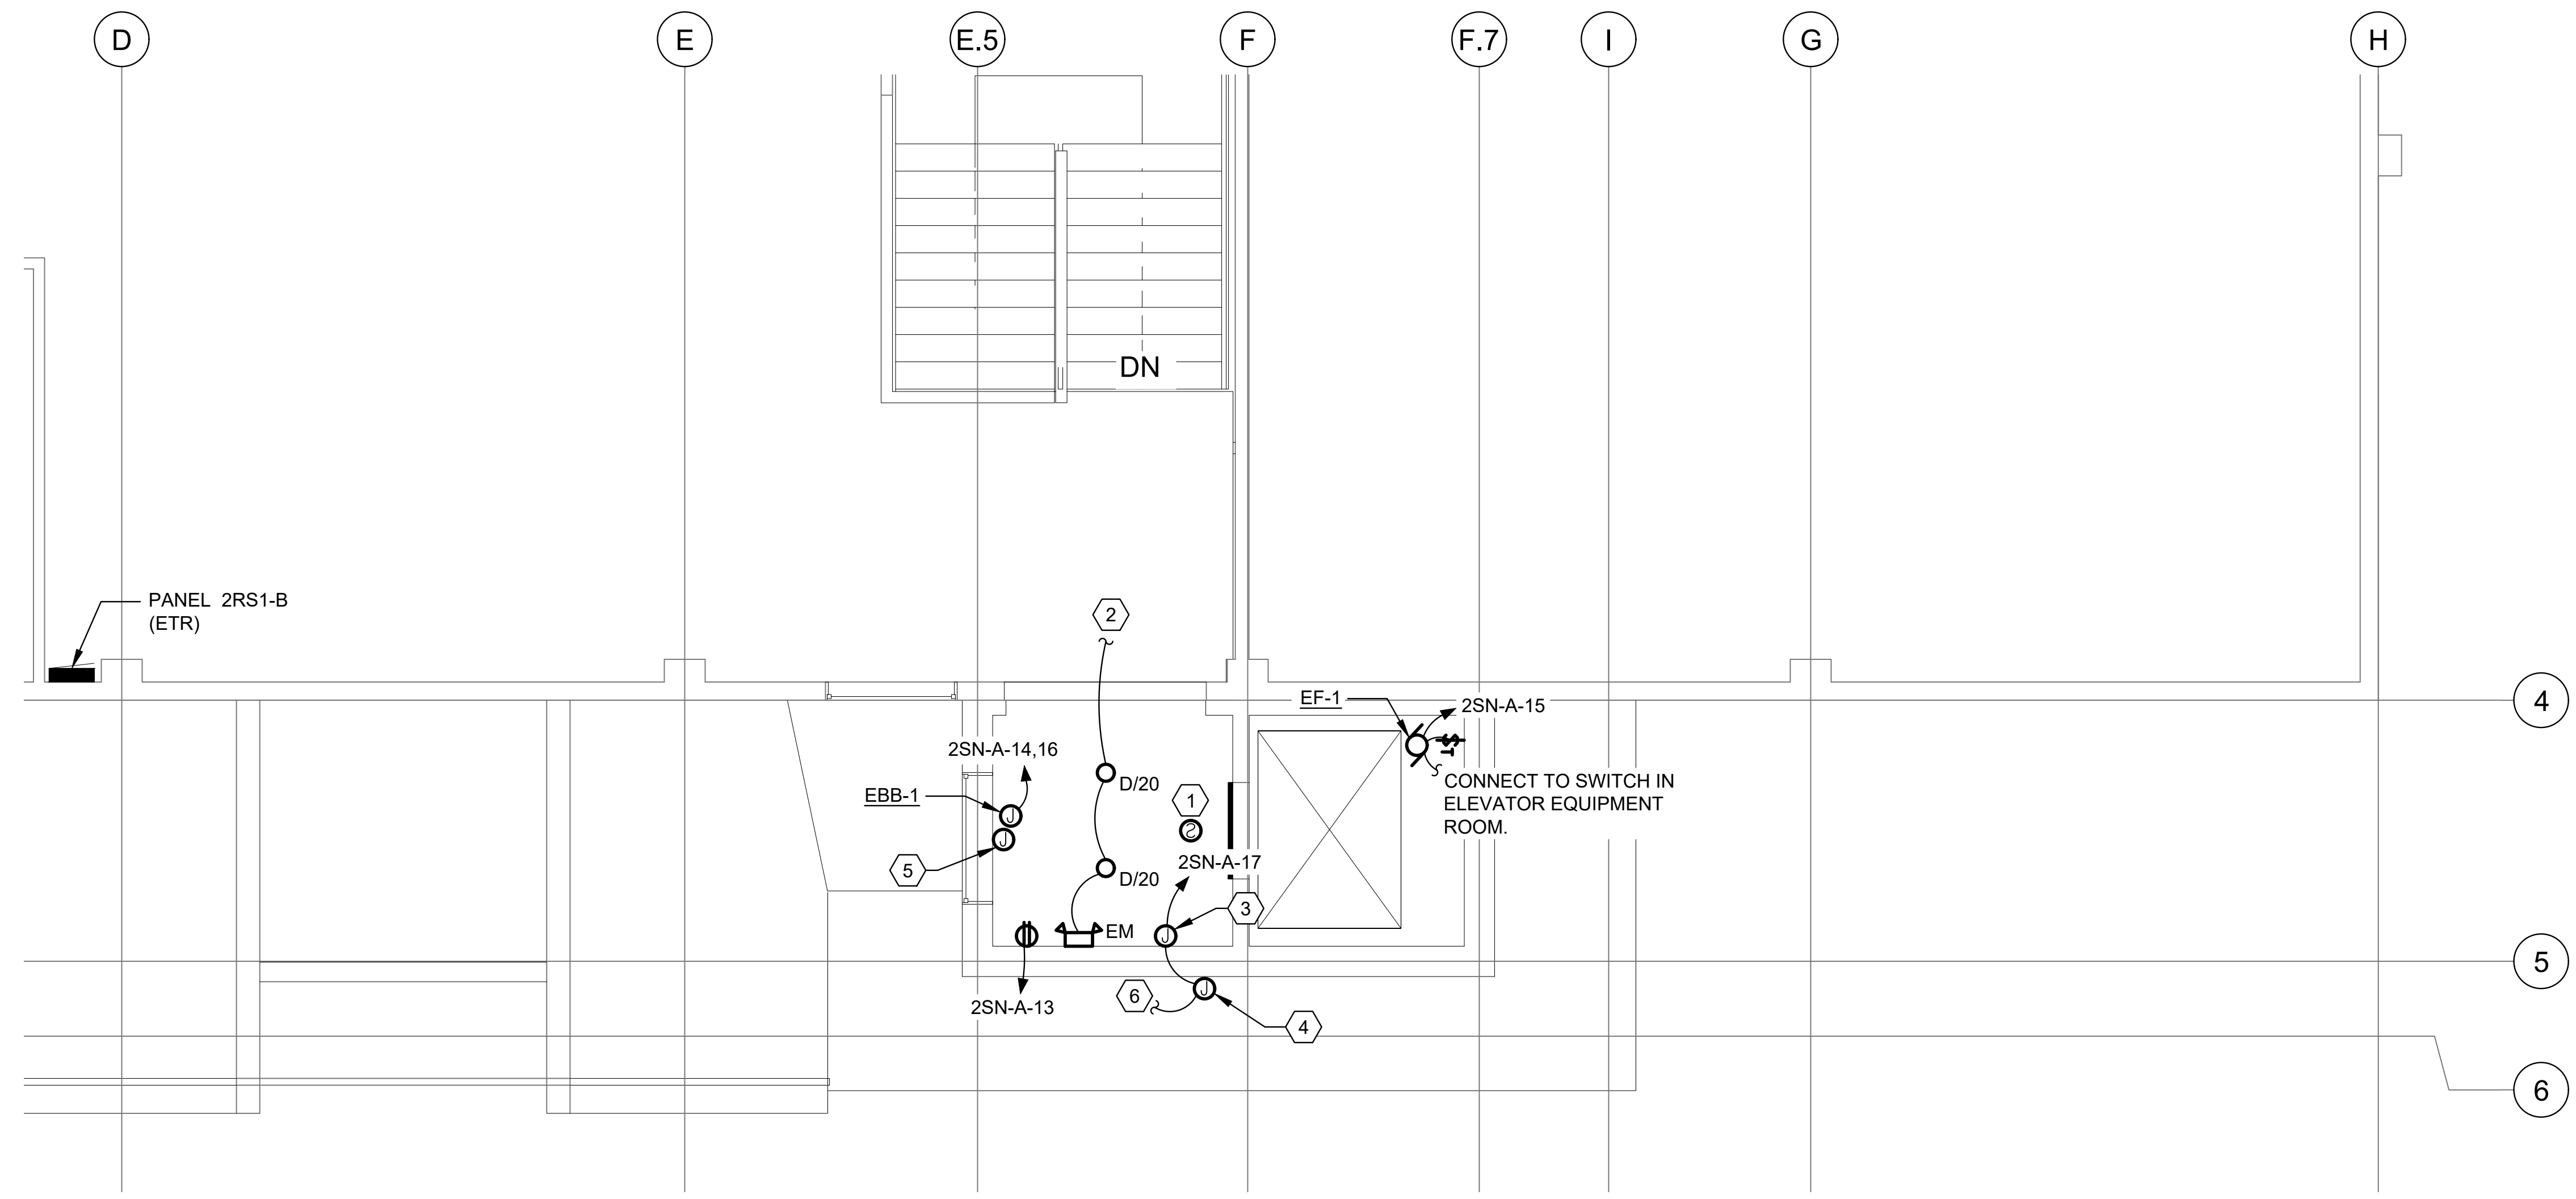 D
E
E.5
F
F.7
I
G
H
DN
PANEL 2RS1-B
(ETR)
2
4
EF-1
2SN-A-15
2SN-A-14,16
$T
CONNECT TO SWITCH IN
ELEVATOR EQUIPMENT
ROOM.
D/20
EBB-1
J
1
S
J
2SN-A-17
5
D/20
3
EM
J
5
J
6
2SN-A-13
4
6